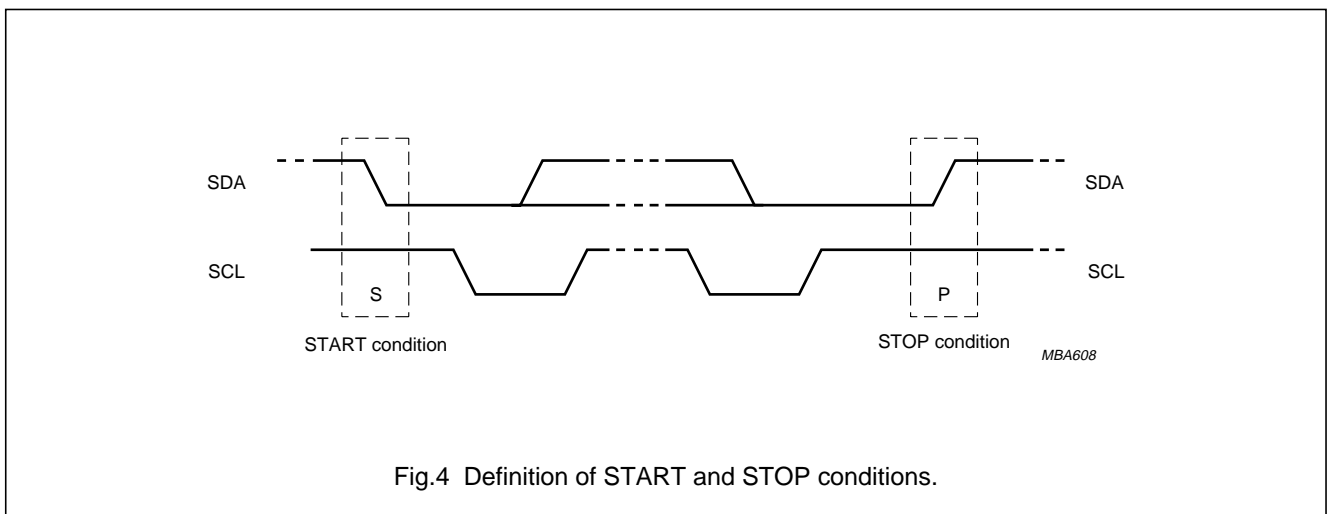 SDA
SDA
SCL
SCL
S
P
START condition
STOP condition
MBA608
Fig.4 Definition of START and STOP conditions.